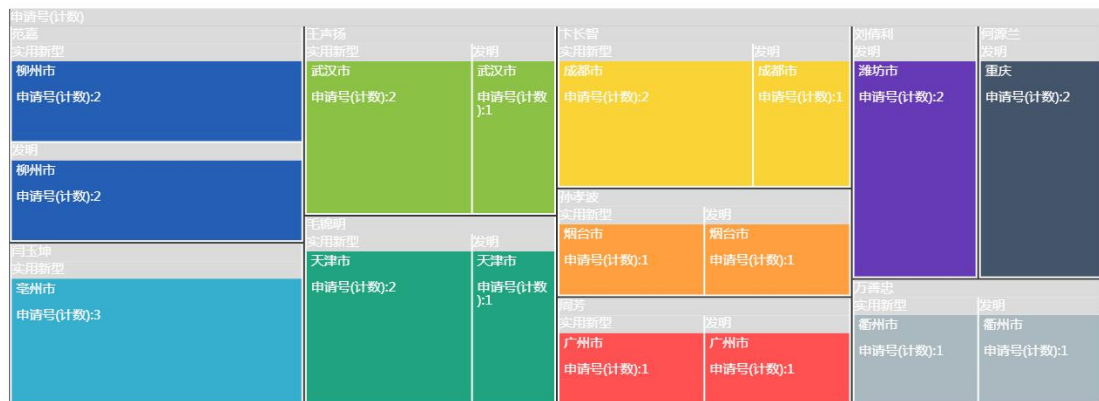 申请号(计数)
范嘉
实用新型
柳州市
申请号(计数):2
发明
柳州市
申请号(计数):2
闫玉坤
实用新型
亳州市
申请号(计数):3
王声扬
实用新型
发明
武汉市
申请号(计数):2
武汉市
申请号(计数
):1
毛锦明
实用新型
发明
天津市
申请号(计数):2
天津市
申请号(计数
):1
卞长智
实用新型
发明
成都市
申请号(计数):2
成都市
申请号(计数):1
孙孝波
实用新型
发明
烟台市
申请号(计数):1
烟台市
申请号(计数):1
周芳
实用新型
发明
广州市
申请号(计数):1
广州市
申请号(计数):1
刘倩利
发明
潍坊市
申请号(计数):2
何源兰
发明
重庆
申请号(计数):2
万善忠
实用新型
发明
衢州市
申请号(计数):1
衢州市
申请号(计数):1